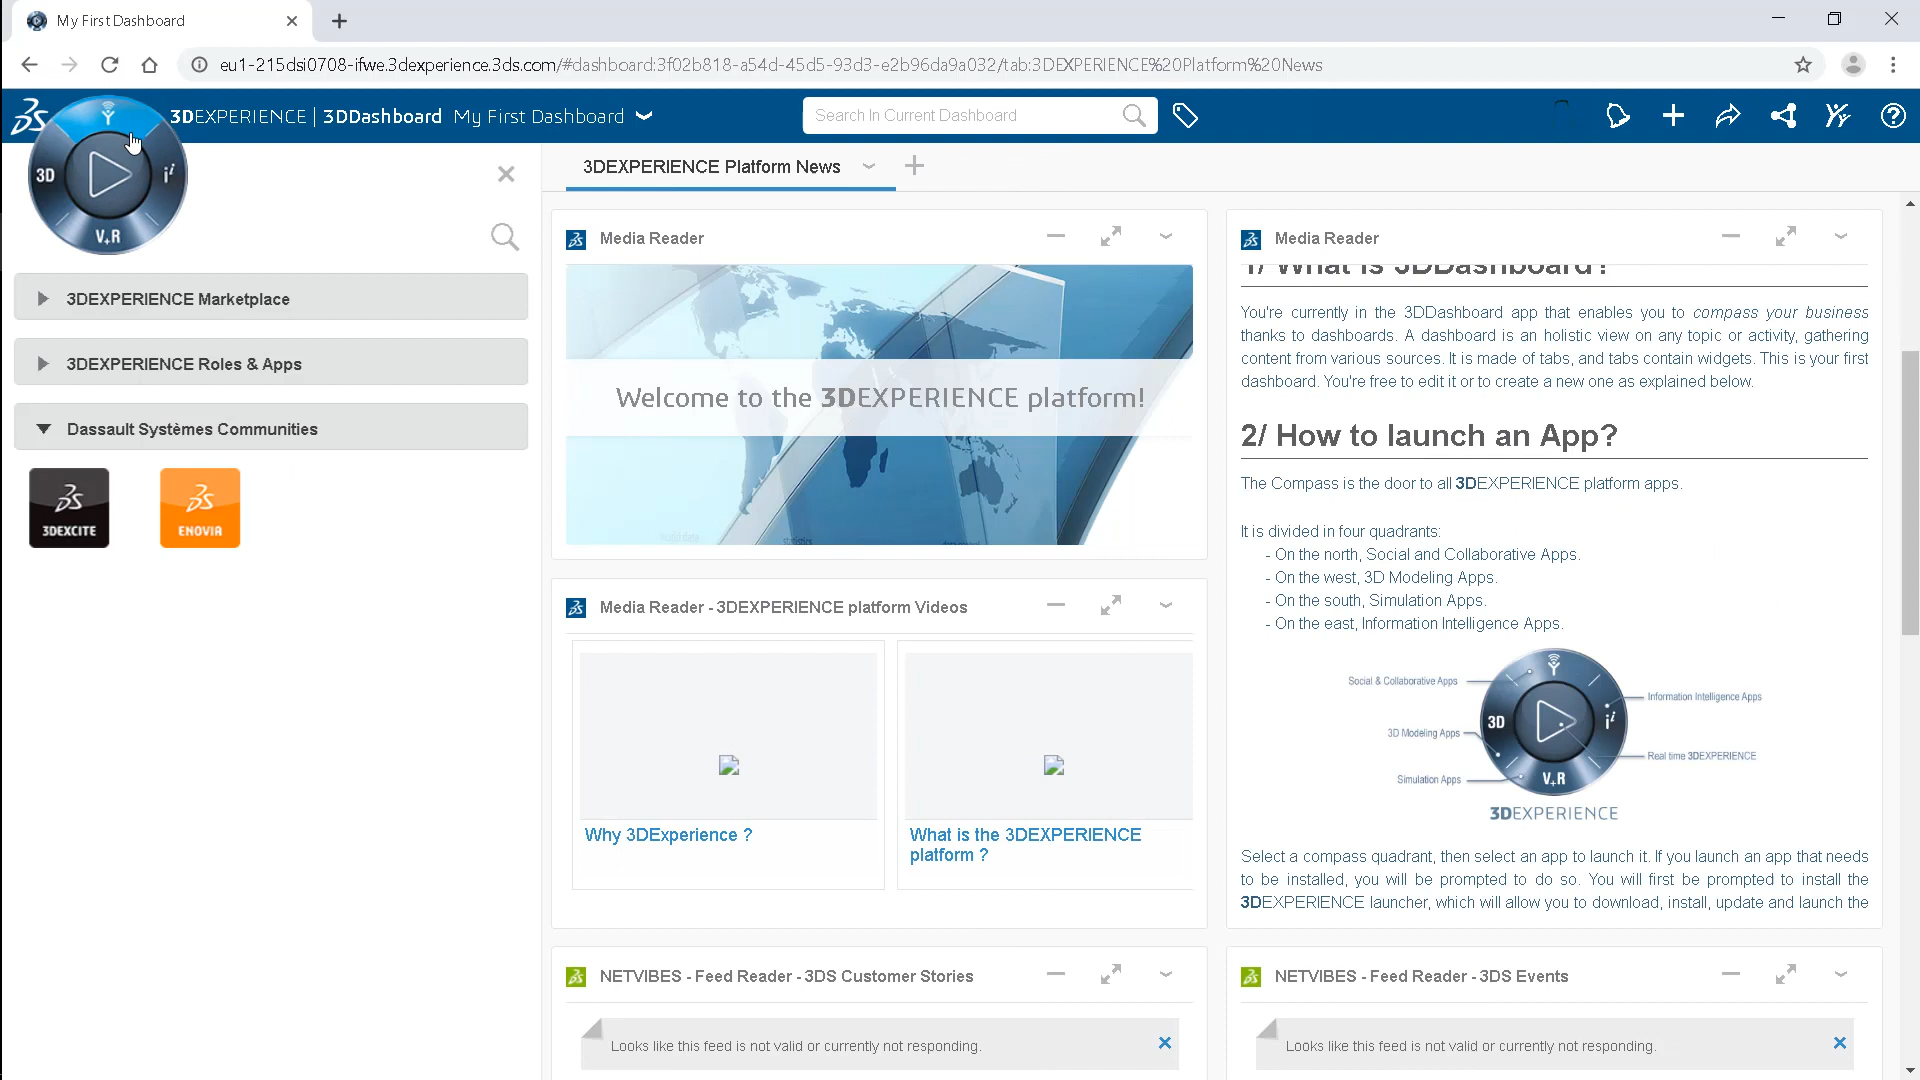 My First Dashboard
eu1-215dsi0708-ifwe.3dexperience.3ds.com/#dashboard:3f02b818-a54d-45d5-93d3-e2b96da9a032/tab:3DEXPERIENCE%20Platform%20News
3DEXPERIENCE | 3DDashboard My First Dashboard
Search In Current Dashboard
3D
V+R
i
3DEXPERIENCE Marketplace
3DEXPERIENCE Roles & Apps
Dassault Systèmes Communities
3DEXCITE
ENOVIA
3DEXPERIENCE Platform News
Media Reader
Welcome to the 3DEXPERIENCE platform!
Media Reader - 3DEXPERIENCE platform Videos
Why 3DExperience ?
What is the 3DEXPERIENCE
platform ?
NETVIBES - Feed Reader - 3DS Customer Stories
Looks like this feed is not valid or currently not responding.
Media Reader
1/ What is 3DDashboard?
You're currently in the 3DDashboard app that enables you to compass your business
thanks to dashboards. A dashboard is an holistic view on any topic or activity, gathering
content from various sources. It is made of tabs, and tabs contain widgets. This is your first
dashboard. You're free to edit it or to create a new one as explained below.
2/ How to launch an App?
The Compass is the door to all 3DEXPERIENCE platform apps.
It is divided in four quadrants:
- On the north, Social and Collaborative Apps.
- On the west, 3D Modeling Apps.
- On the south, Simulation Apps.
- On the east, Information Intelligence Apps.
Social & Collaborative Apps
Information Intelligence Apps
3D
i
3D Modeling Apps
Real time 3DEXPERIENCE
Simulation Apps
V+R
3DEXPERIENCE
Select a compass quadrant, then select an app to launch it. If you launch an app that needs
to be installed, you will be prompted to do so. You will first be prompted to install the
3DEXPERIENCE launcher, which will allow you to download, install, update and launch the
NETVIBES - Feed Reader - 3DS Events
Looks like this feed is not valid or currently not responding.